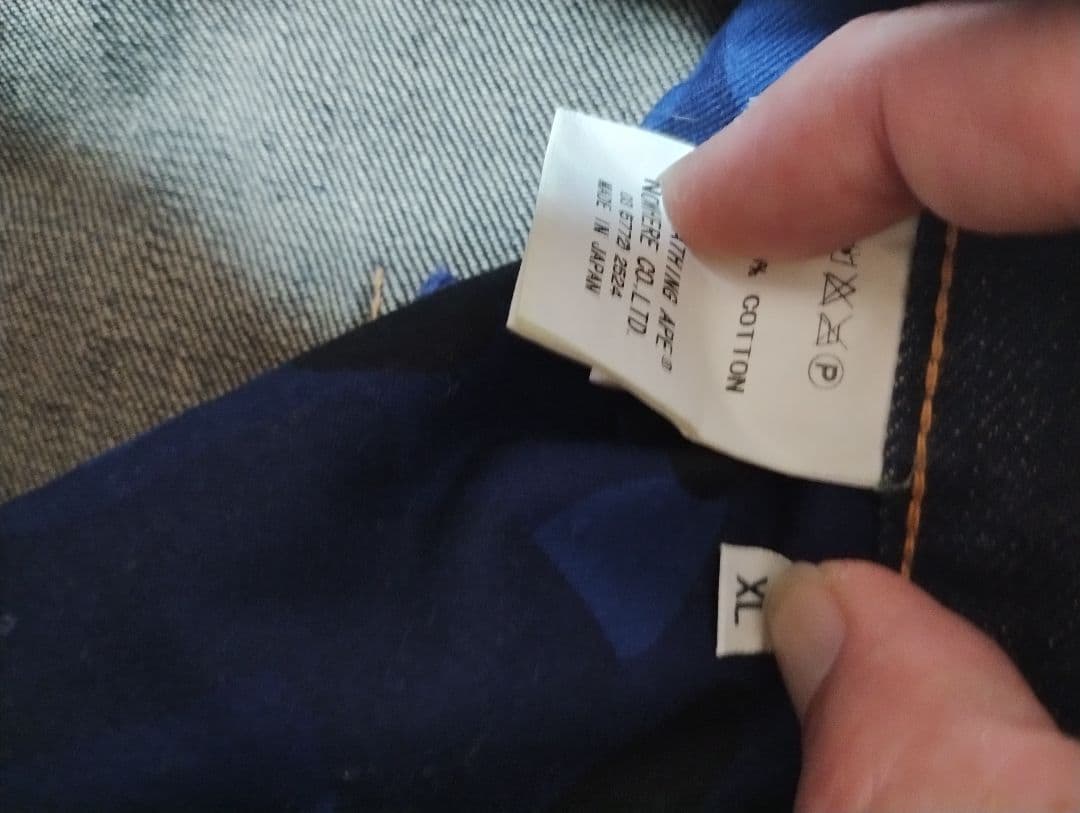 % COTTON
ATHING APE®
NOWHERE CO.LTD.
03 5772 2524
MADE IN JAPAN
XL
P